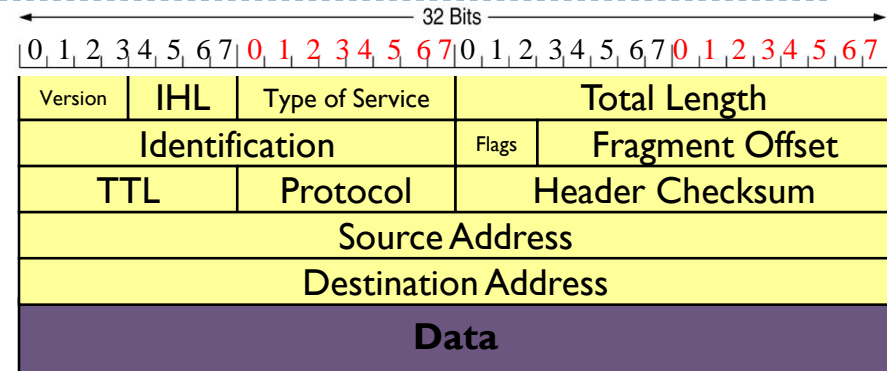 32 Bits
0 1 2 3 4 5 6 7 0 1 2 3 4 5 6 7 0 1 2 3 4 5 6 7 0 1 2 3 4 5 6 7
Version IHL Type of Service Total Length
Identification Flags Fragment Offset
TTL Protocol Header Checksum
Source Address
Destination Address
Data